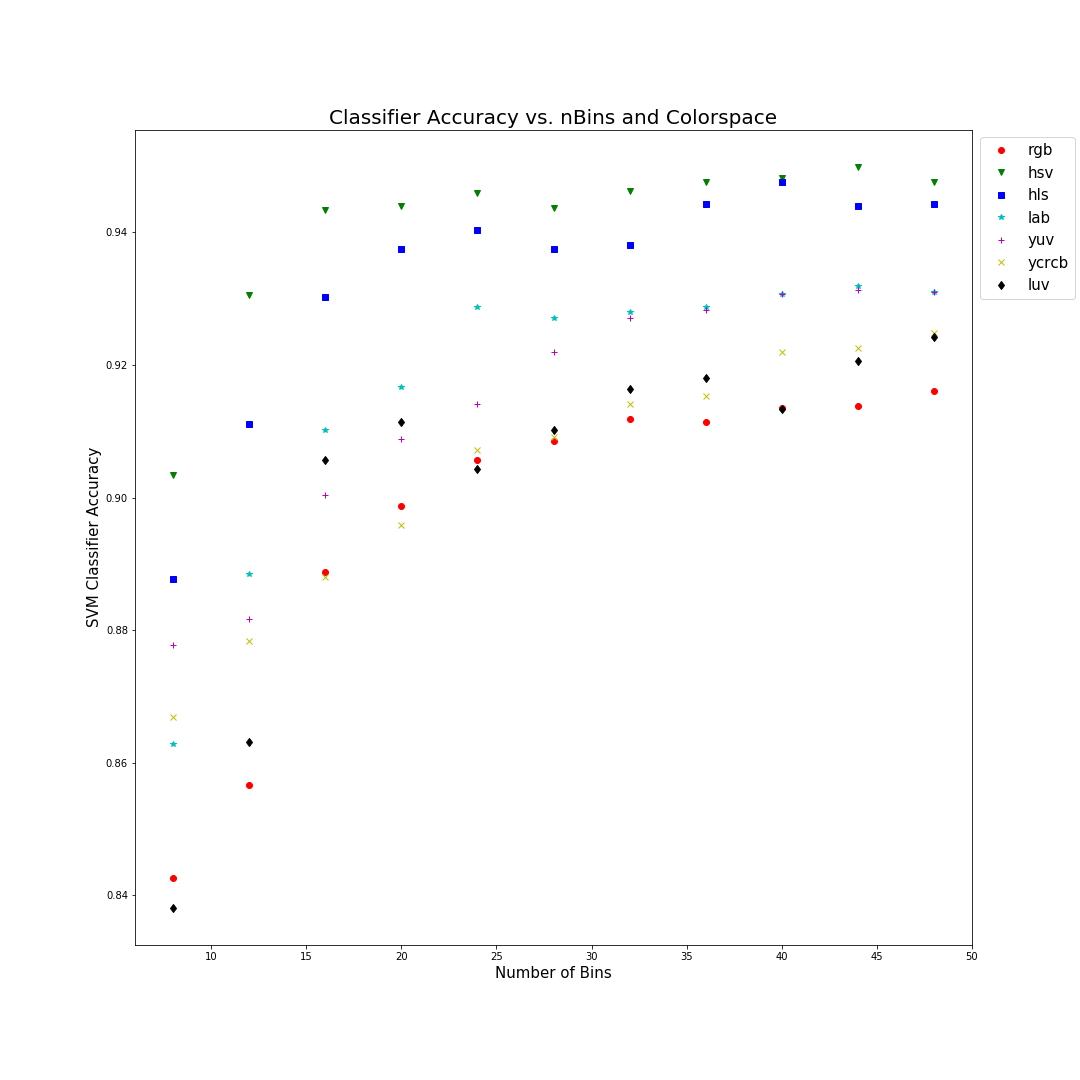 Classifier Accuracy vs. nBins and Colorspace
rgb
hsv
hls
lab
yuv
ycrcb
luv
SVM Classifier Accuracy
0.94
0.92
0.90
0.88
0.86
0.84
10 15 20 25 30 35 40 45 50
Number of Bins